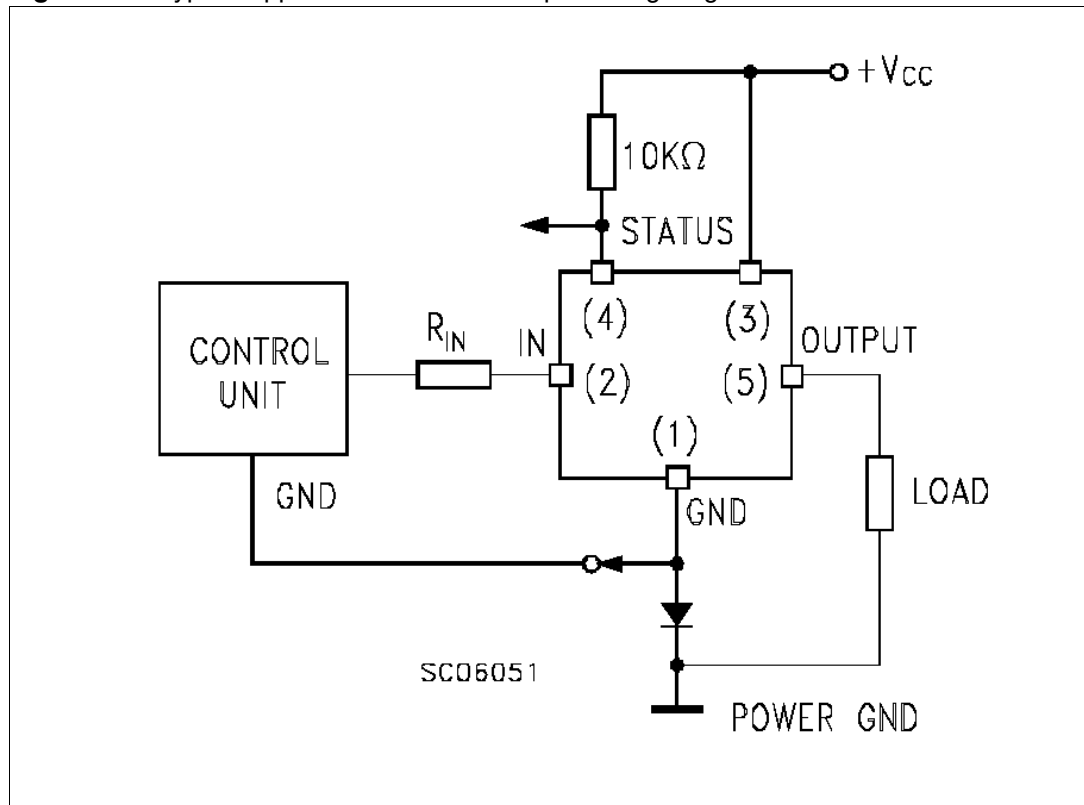 +VCC
10KΩ
STATUS
(4)
(3)
CONTROL
UNIT
RIN
IN
(2)
(5)
OUTPUT
(1)
GND
GND
LOAD
SC06051
POWER GND